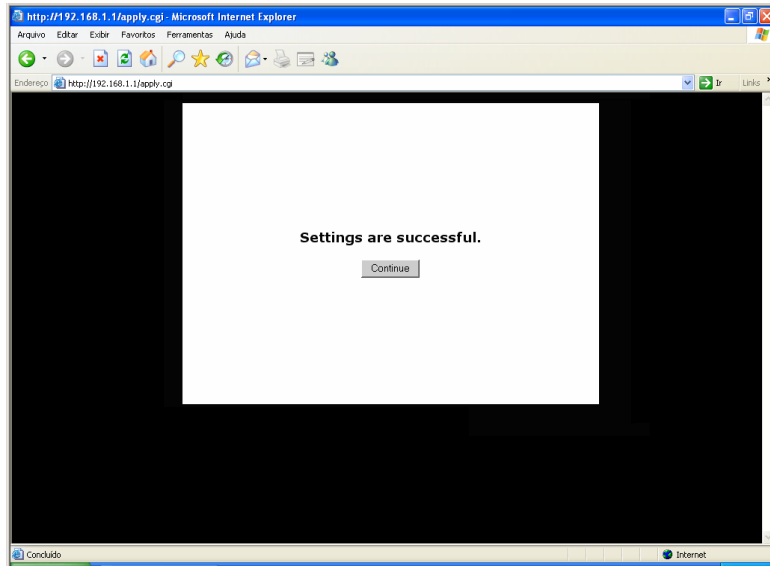 http://192.168.1.1/apply.cgi - Microsoft Internet Explorer
Arquivo Editar Exibir Favoritos Ferramentas Ajuda
Endereço http://192.168.1.1/apply.cgi Ir Links
Settings are successful.
Continue
Concluído Internet